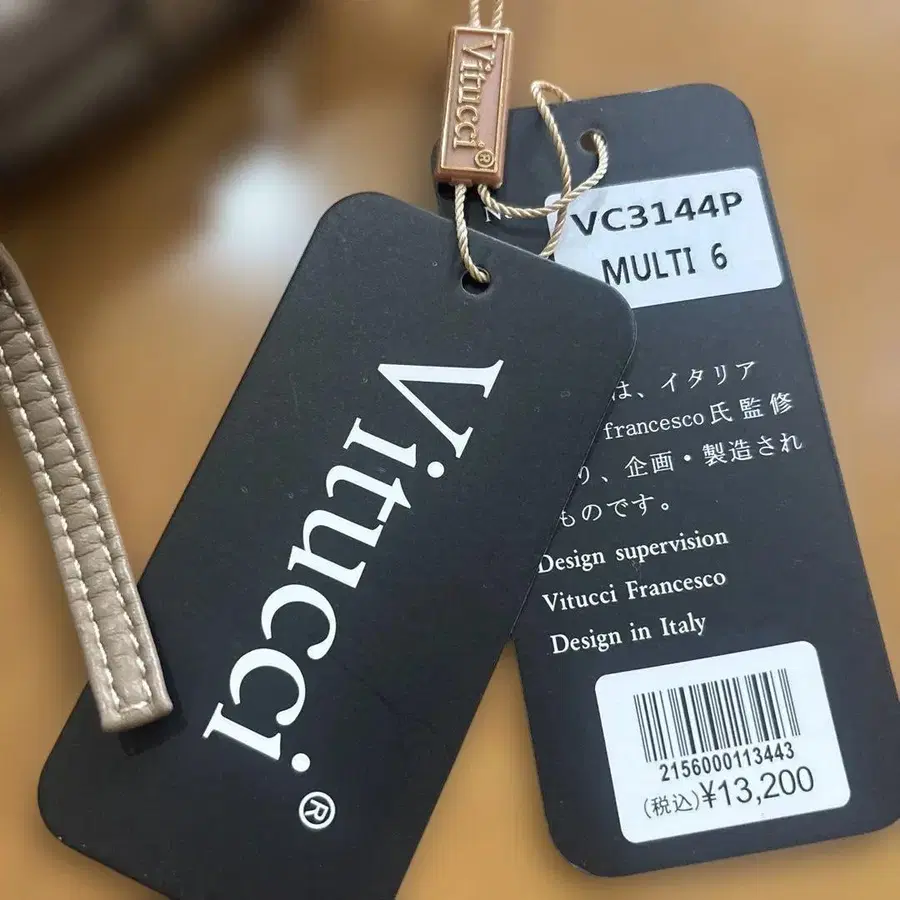 Vitucci®
Vitucci®
VC3144P
MULTI 6
は、イタリア
francesco氏監修
り、企画・製造され
ものです。
Design supervision
Vitucci Francesco
Design in Italy
2156000113443
(税込)¥13,200